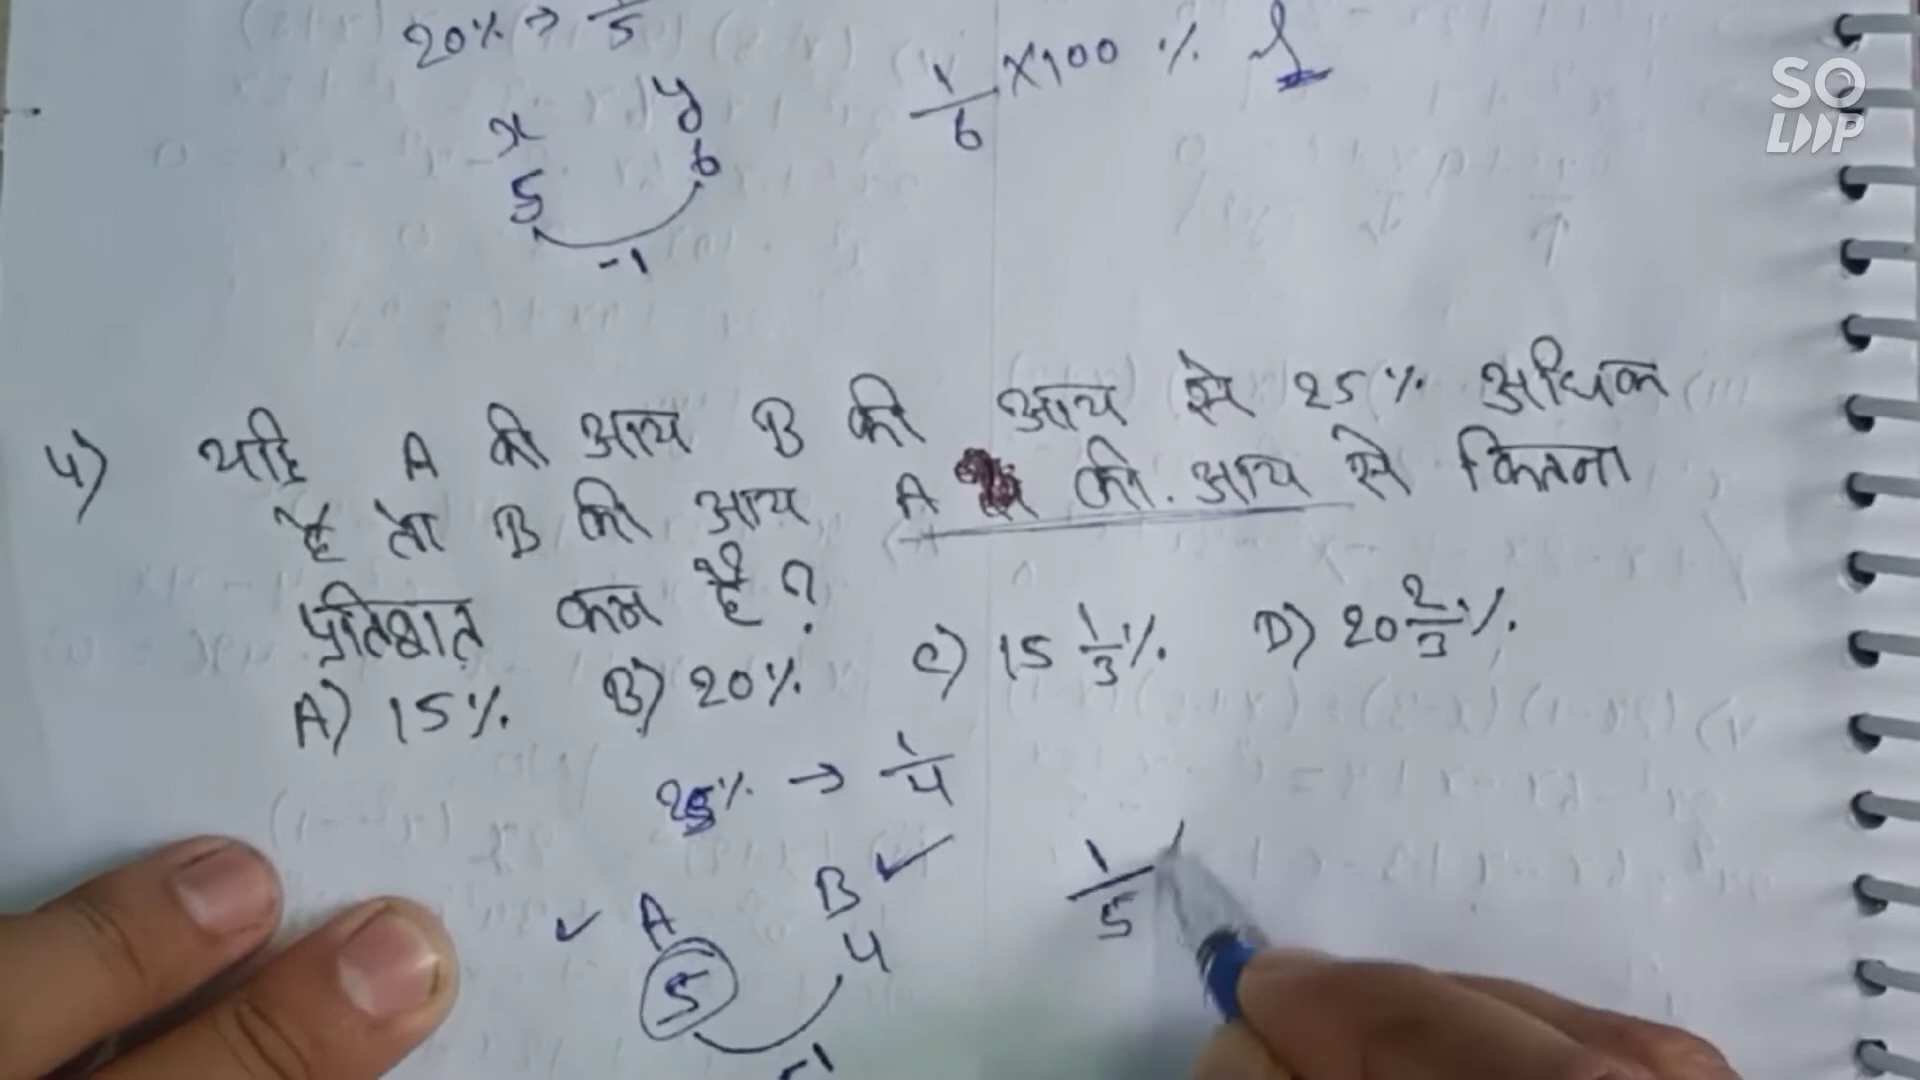 20% → 1/5
1/6 × 100 %
SO LOOP
x y
5 6
-1
4) यदि A की आय B की आय से 25% अधिक
है तो B की आय A की आय से कितना
प्रतिशत कम है?
A) 15% B) 20% C) 15 1/3% D) 20 2/3%
25% → 1/4
A B
5 4
-1
1/5